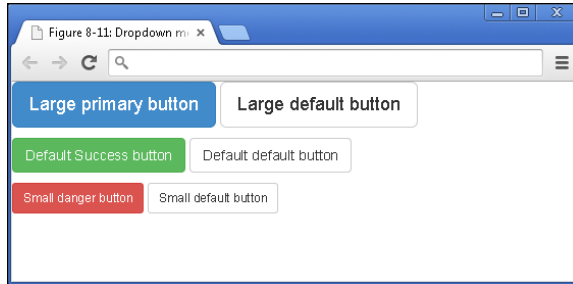 Figure 8-11: Dropdown m
Large primary button Large default button
Default Success button Default default button
Small danger button Small default button